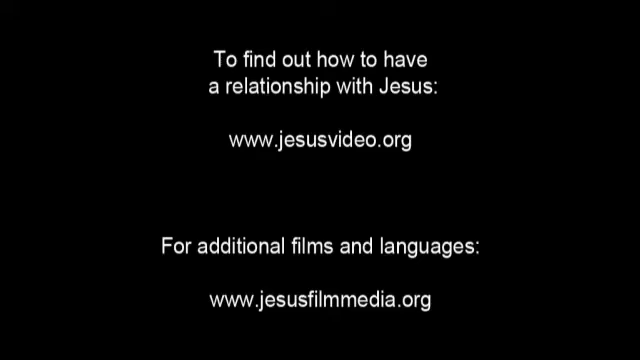 To find out how to have
a relationship with Jesus:
www.jesusvideo.org
For additional films and languages:
www.jesusfilmmedia.org